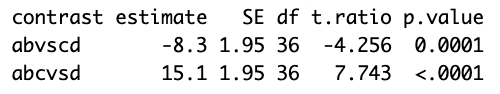 contrast estimate SE df t.ratio p.value
abvscd -8.3 1.95 36 -4.256 0.0001
abcvsd 15.1 1.95 36 7.743 <.0001